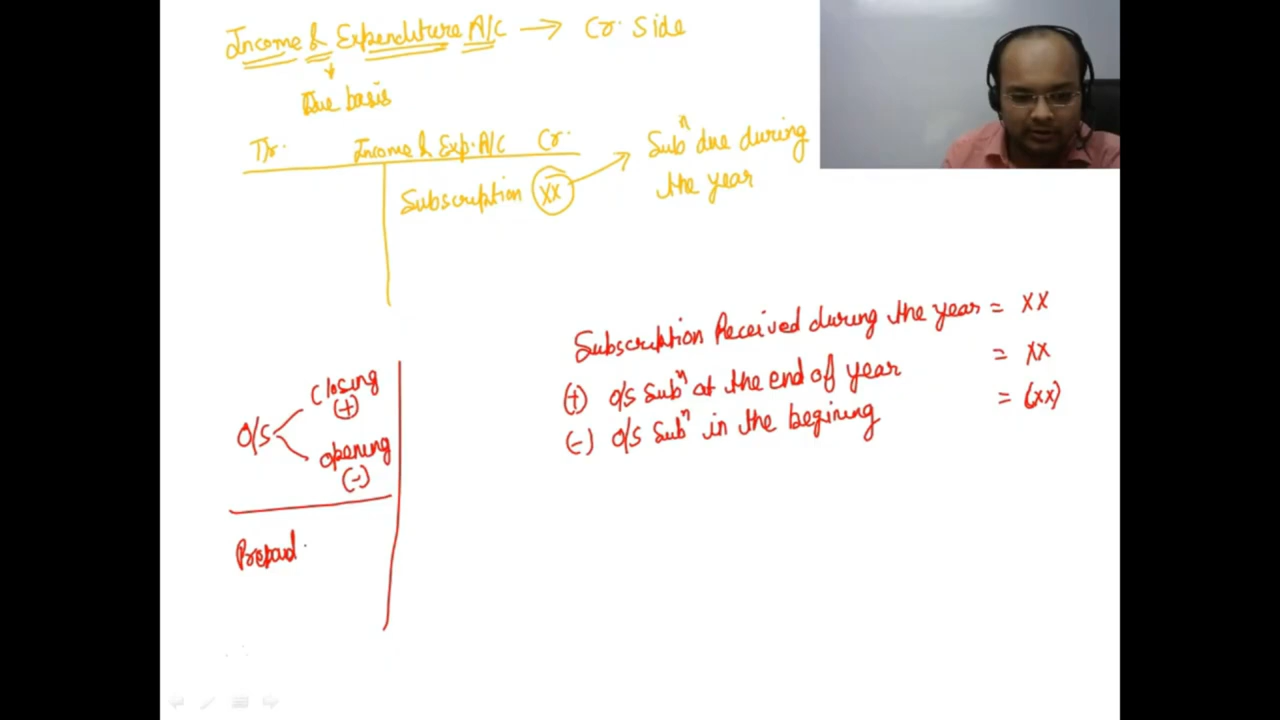 Income & Expenditure A/C → Cr. Side
Due basis
Dr. Income & Exp. A/C Cr.
Subscription XX
Subⁿ due during
the year
Subscription Received during the year = XX
(+) O/S Subⁿ at the end of year = XX
(-) O/S Subⁿ in the begining = (XX)
O/S
closing
(+)
opening
(-)
Prepaid